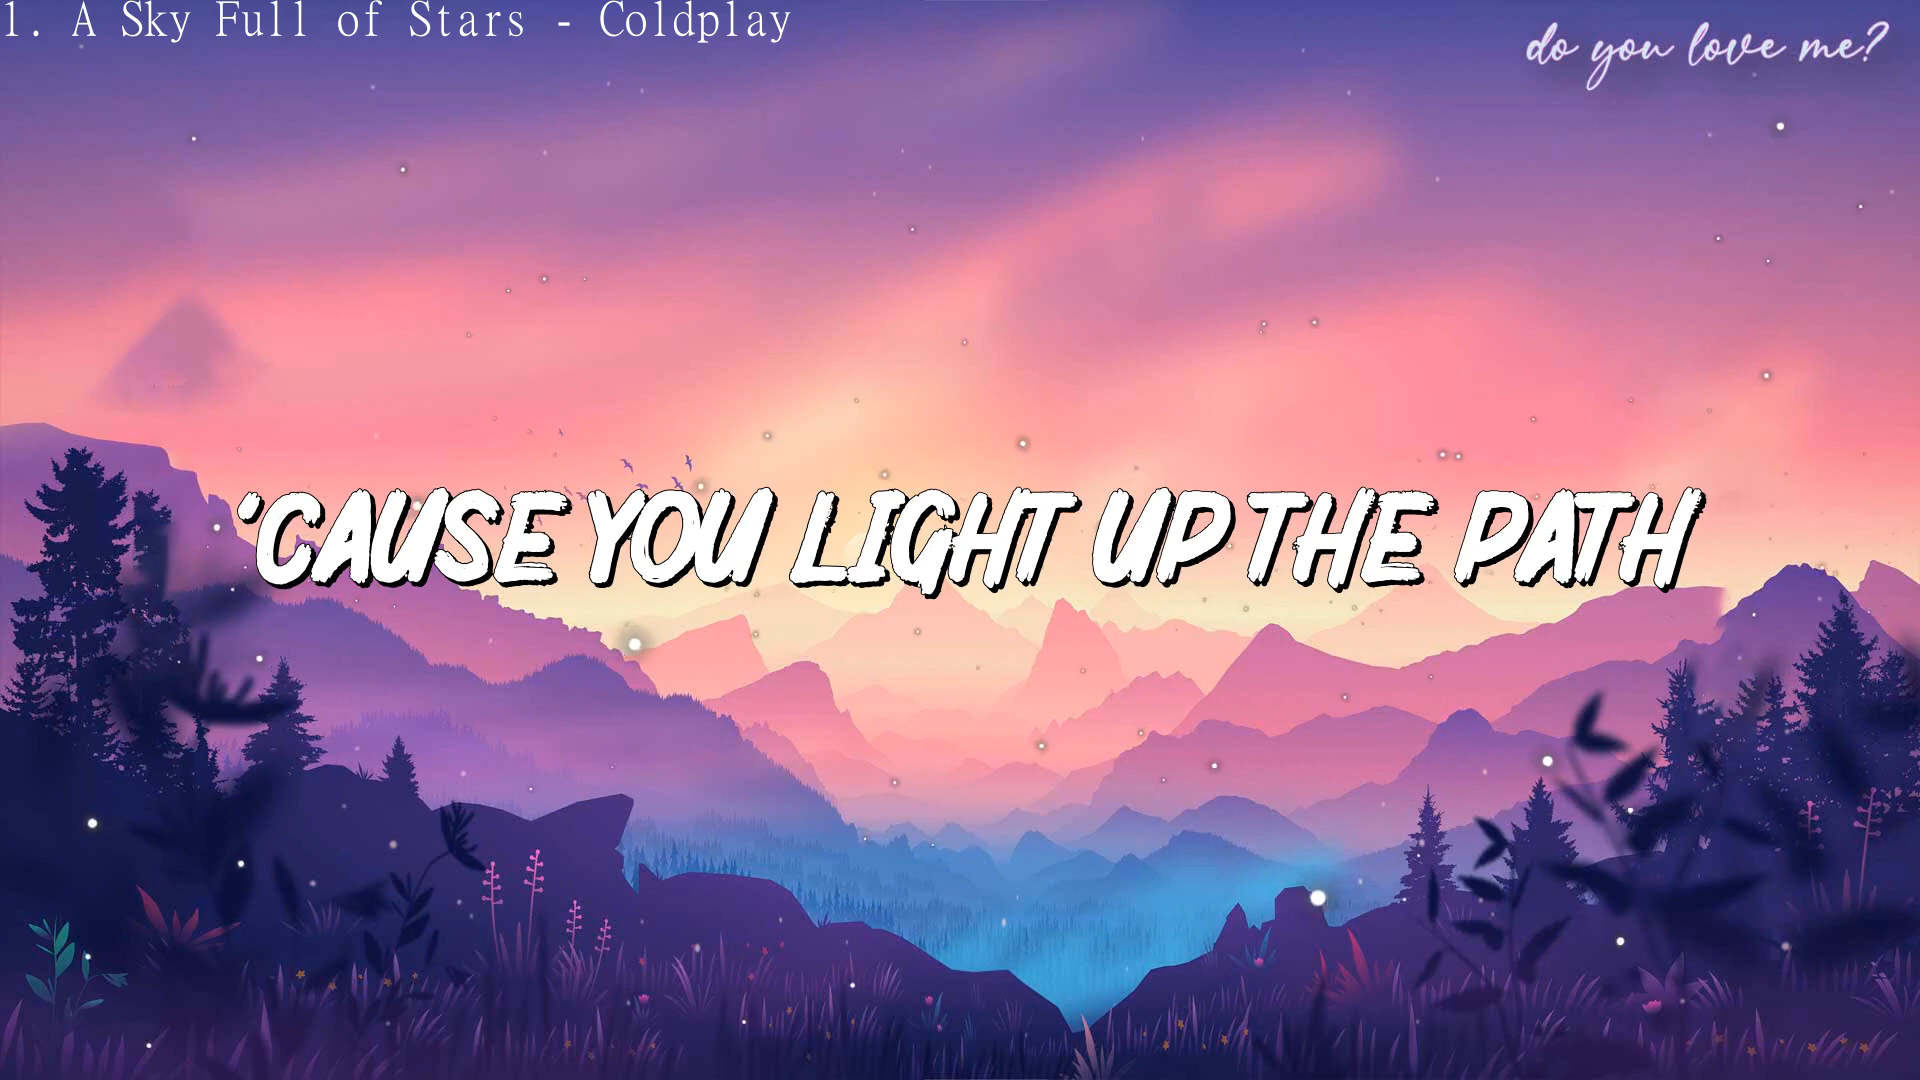 1. A Sky Full of Stars - Coldplay
do you love me?
'CAUSE YOU LIGHT UP THE PATH